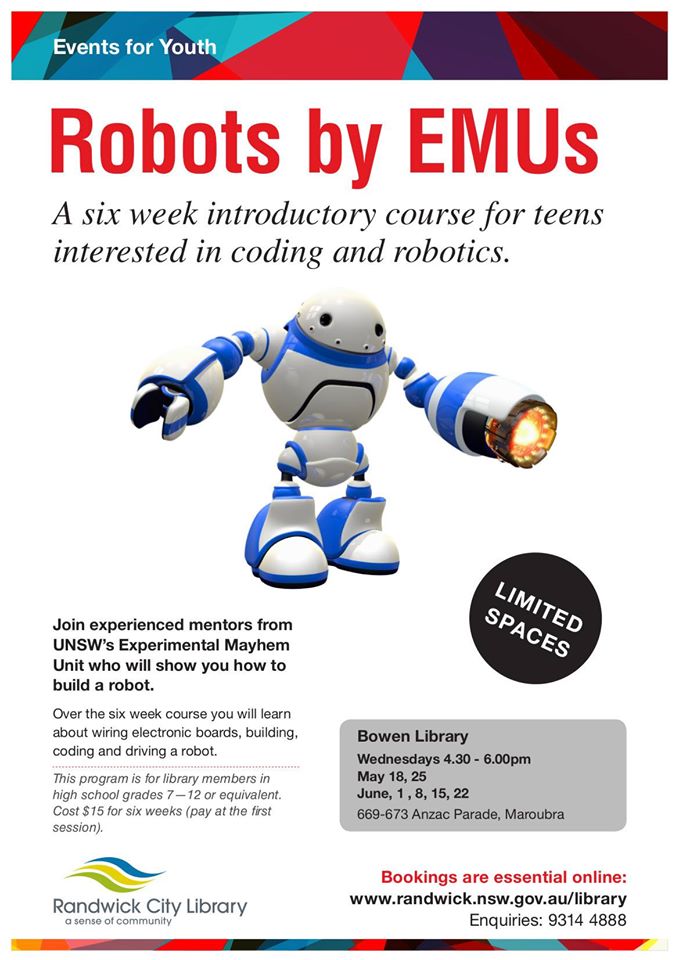 Events for Youth
Robots by EMUs
A six week introductory course for teens
interested in coding and robotics.
LIMITED
SPACES
Join experienced mentors from
UNSW's Experimental Mayhem
Unit who will show you how to
build a robot.
Over the six week course you will learn
about wiring electronic boards, building,
coding and driving a robot.
This program is for library members in
high school grades 7—12 or equivalent.
Cost $15 for six weeks (pay at the first
session).
Bowen Library
Wednesdays 4.30 - 6.00pm
May 18, 25
June, 1 , 8, 15, 22
669-673 Anzac Parade, Maroubra
Randwick City Library
a sense of community
Bookings are essential online:
www.randwick.nsw.gov.au/library
Enquiries: 9314 4888